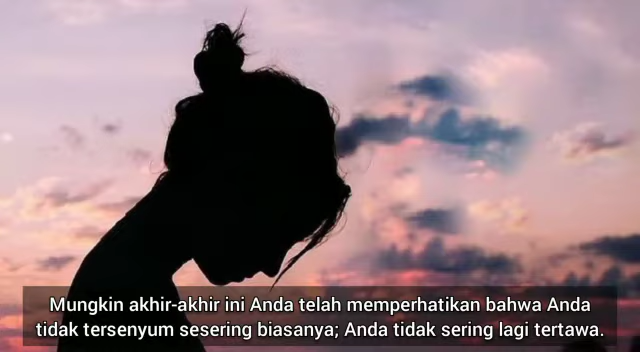 Mungkin akhir-akhir ini Anda telah memperhatikan bahwa Anda
tidak tersenyum sesering biasanya; Anda tidak sering lagi tertawa.